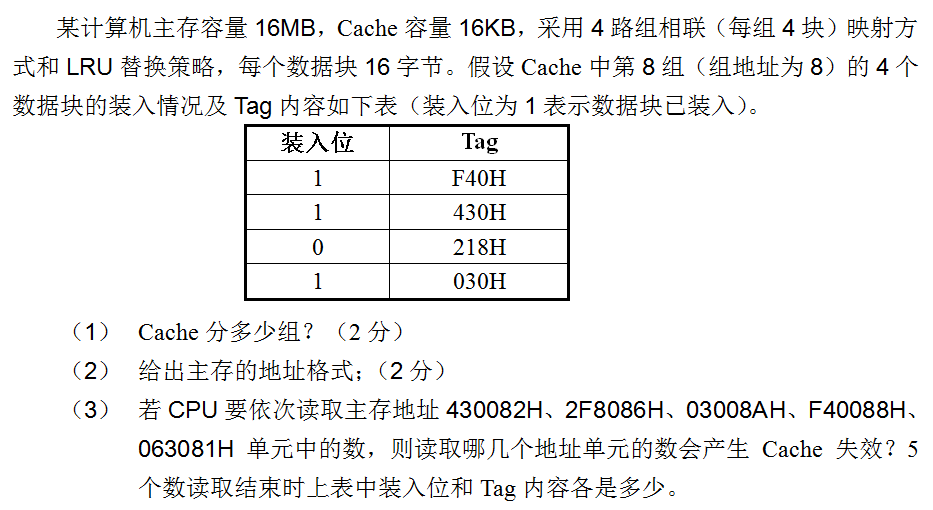 某计算机主存容量 16MB，Cache 容量 16KB，采用 4 路组相联（每组 4 块）映射方
式和 LRU 替换策略，每个数据块 16 字节。假设 Cache 中第 8 组（组地址为 8）的 4 个
数据块的装入情况及 Tag 内容如下表（装入位为 1 表示数据块已装入）。
装入位 Tag
1 F40H
1 430H
0 218H
1 030H
（1） Cache 分多少组？（2 分）
（2） 给出主存的地址格式；（2 分）
（3） 若 CPU 要依次读取主存地址 430082H、2F8086H、03008AH、F40088H、
063081H 单元中的数，则读取哪几个地址单元的数会产生 Cache 失效？5
个数读取结束时上表中装入位和 Tag 内容各是多少。